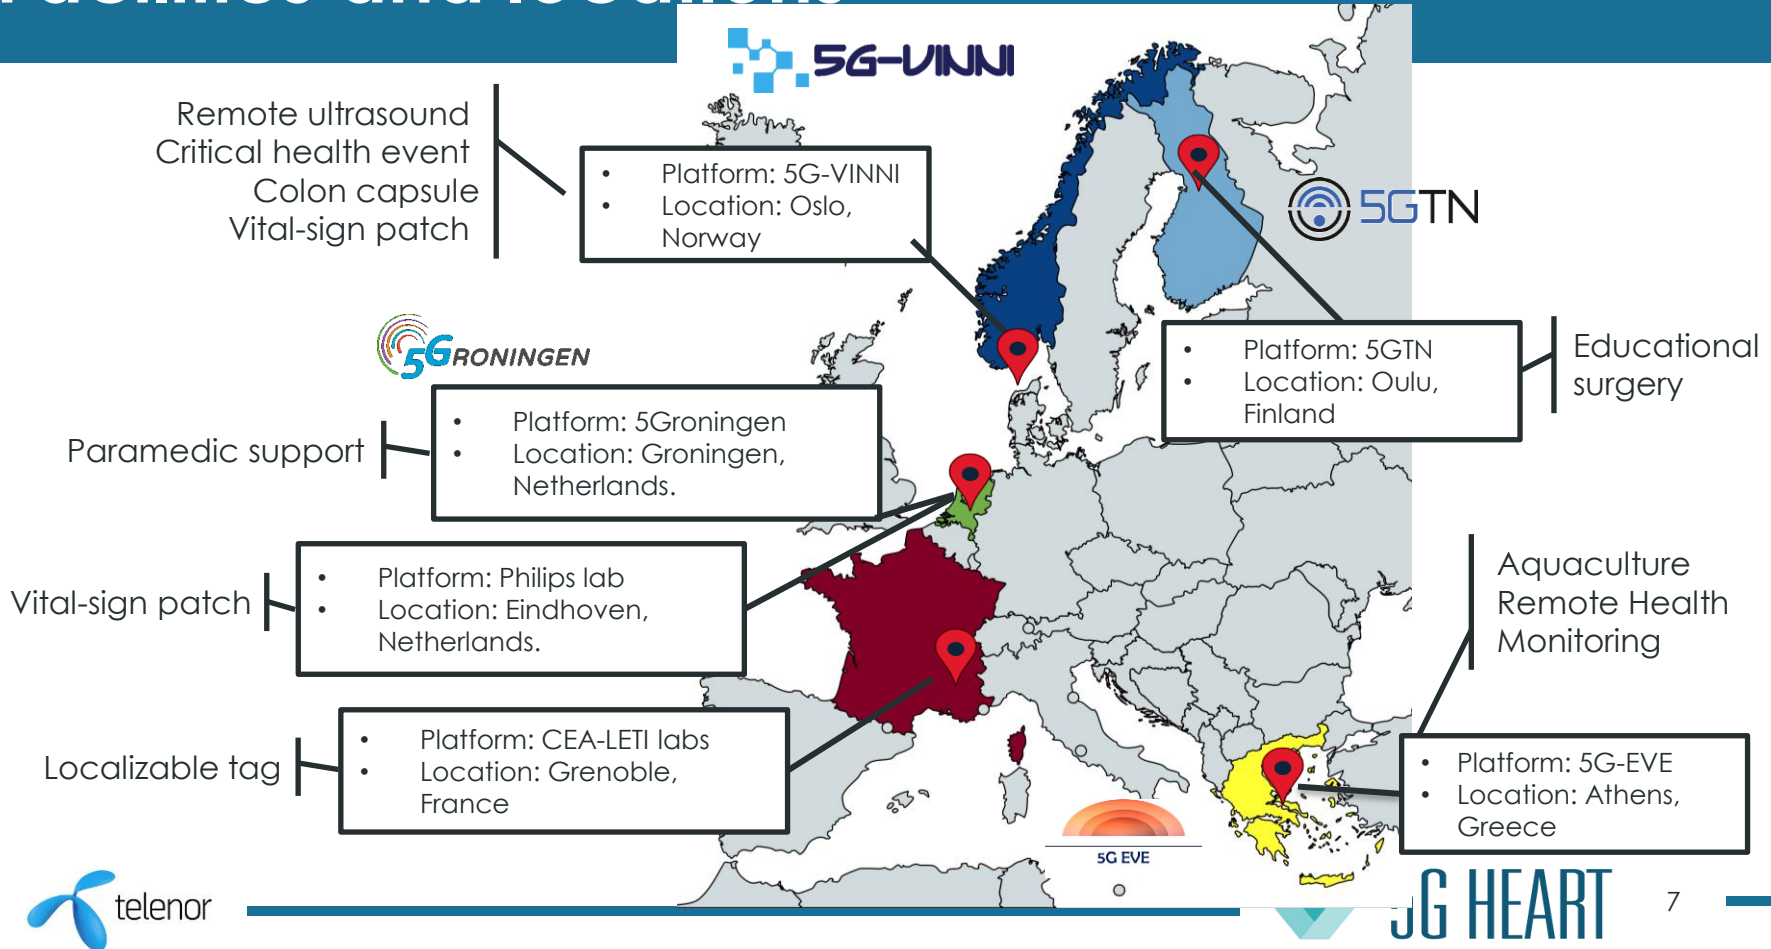 Facilities and locations
5G-VINNI
Remote ultrasound
Critical health event
Colon capsule
Vital-sign patch
• Platform: 5G-VINNI
• Location: Oslo,
Norway
5GTN
• Platform: 5GTN
• Location: Oulu,
Finland
Educational
surgery
5GRONINGEN
Paramedic support
• Platform: 5Groningen
• Location: Groningen,
Netherlands.
Vital-sign patch
• Platform: Philips lab
• Location: Eindhoven,
Netherlands.
Aquaculture
Remote Health
Monitoring
Localizable tag
• Platform: CEA-LETI labs
• Location: Grenoble,
France
• Platform: 5G-EVE
• Location: Athens,
Greece
5G EVE
telenor
5G HEART
7